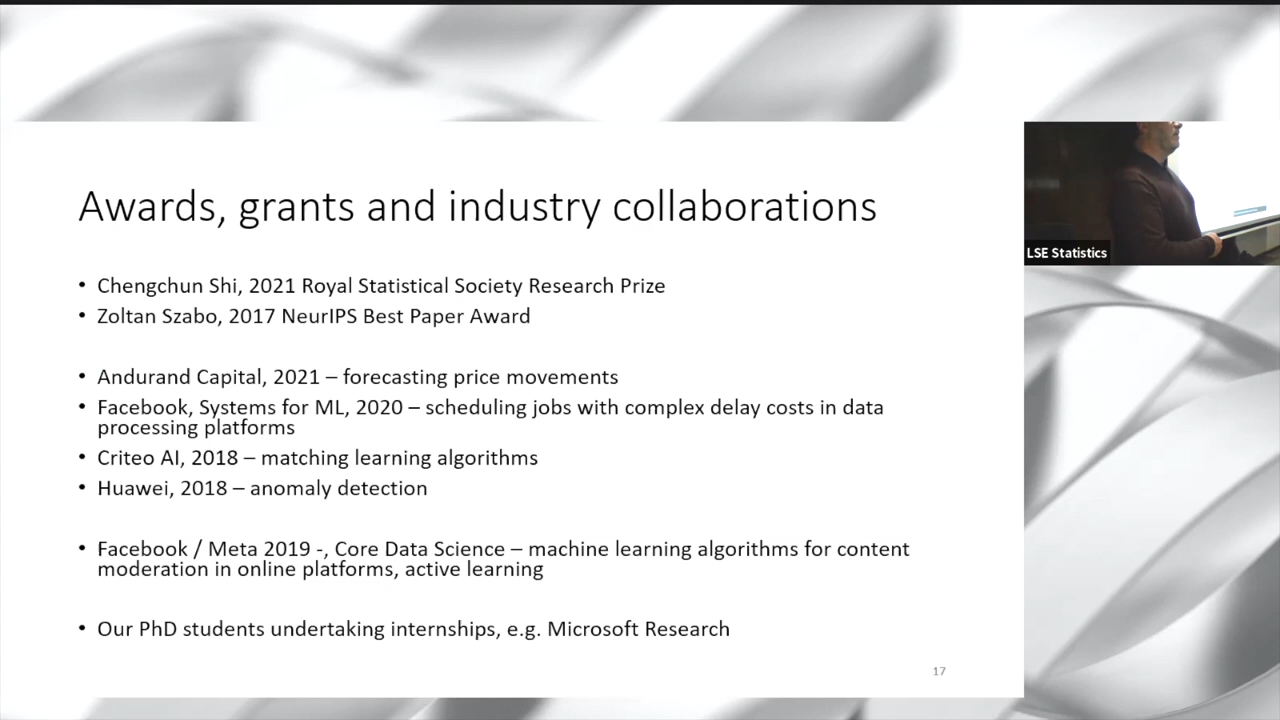 Awards, grants and industry collaborations
• Chengchun Shi, 2021 Royal Statistical Society Research Prize
• Zoltan Szabo, 2017 NeurIPS Best Paper Award
• Andurand Capital, 2021 – forecasting price movements
• Facebook, Systems for ML, 2020 – scheduling jobs with complex delay costs in data
processing platforms
• Criteo AI, 2018 – matching learning algorithms
• Huawei, 2018 – anomaly detection
• Facebook / Meta 2019 -, Core Data Science – machine learning algorithms for content
moderation in online platforms, active learning
• Our PhD students undertaking internships, e.g. Microsoft Research
17
LSE Statistics